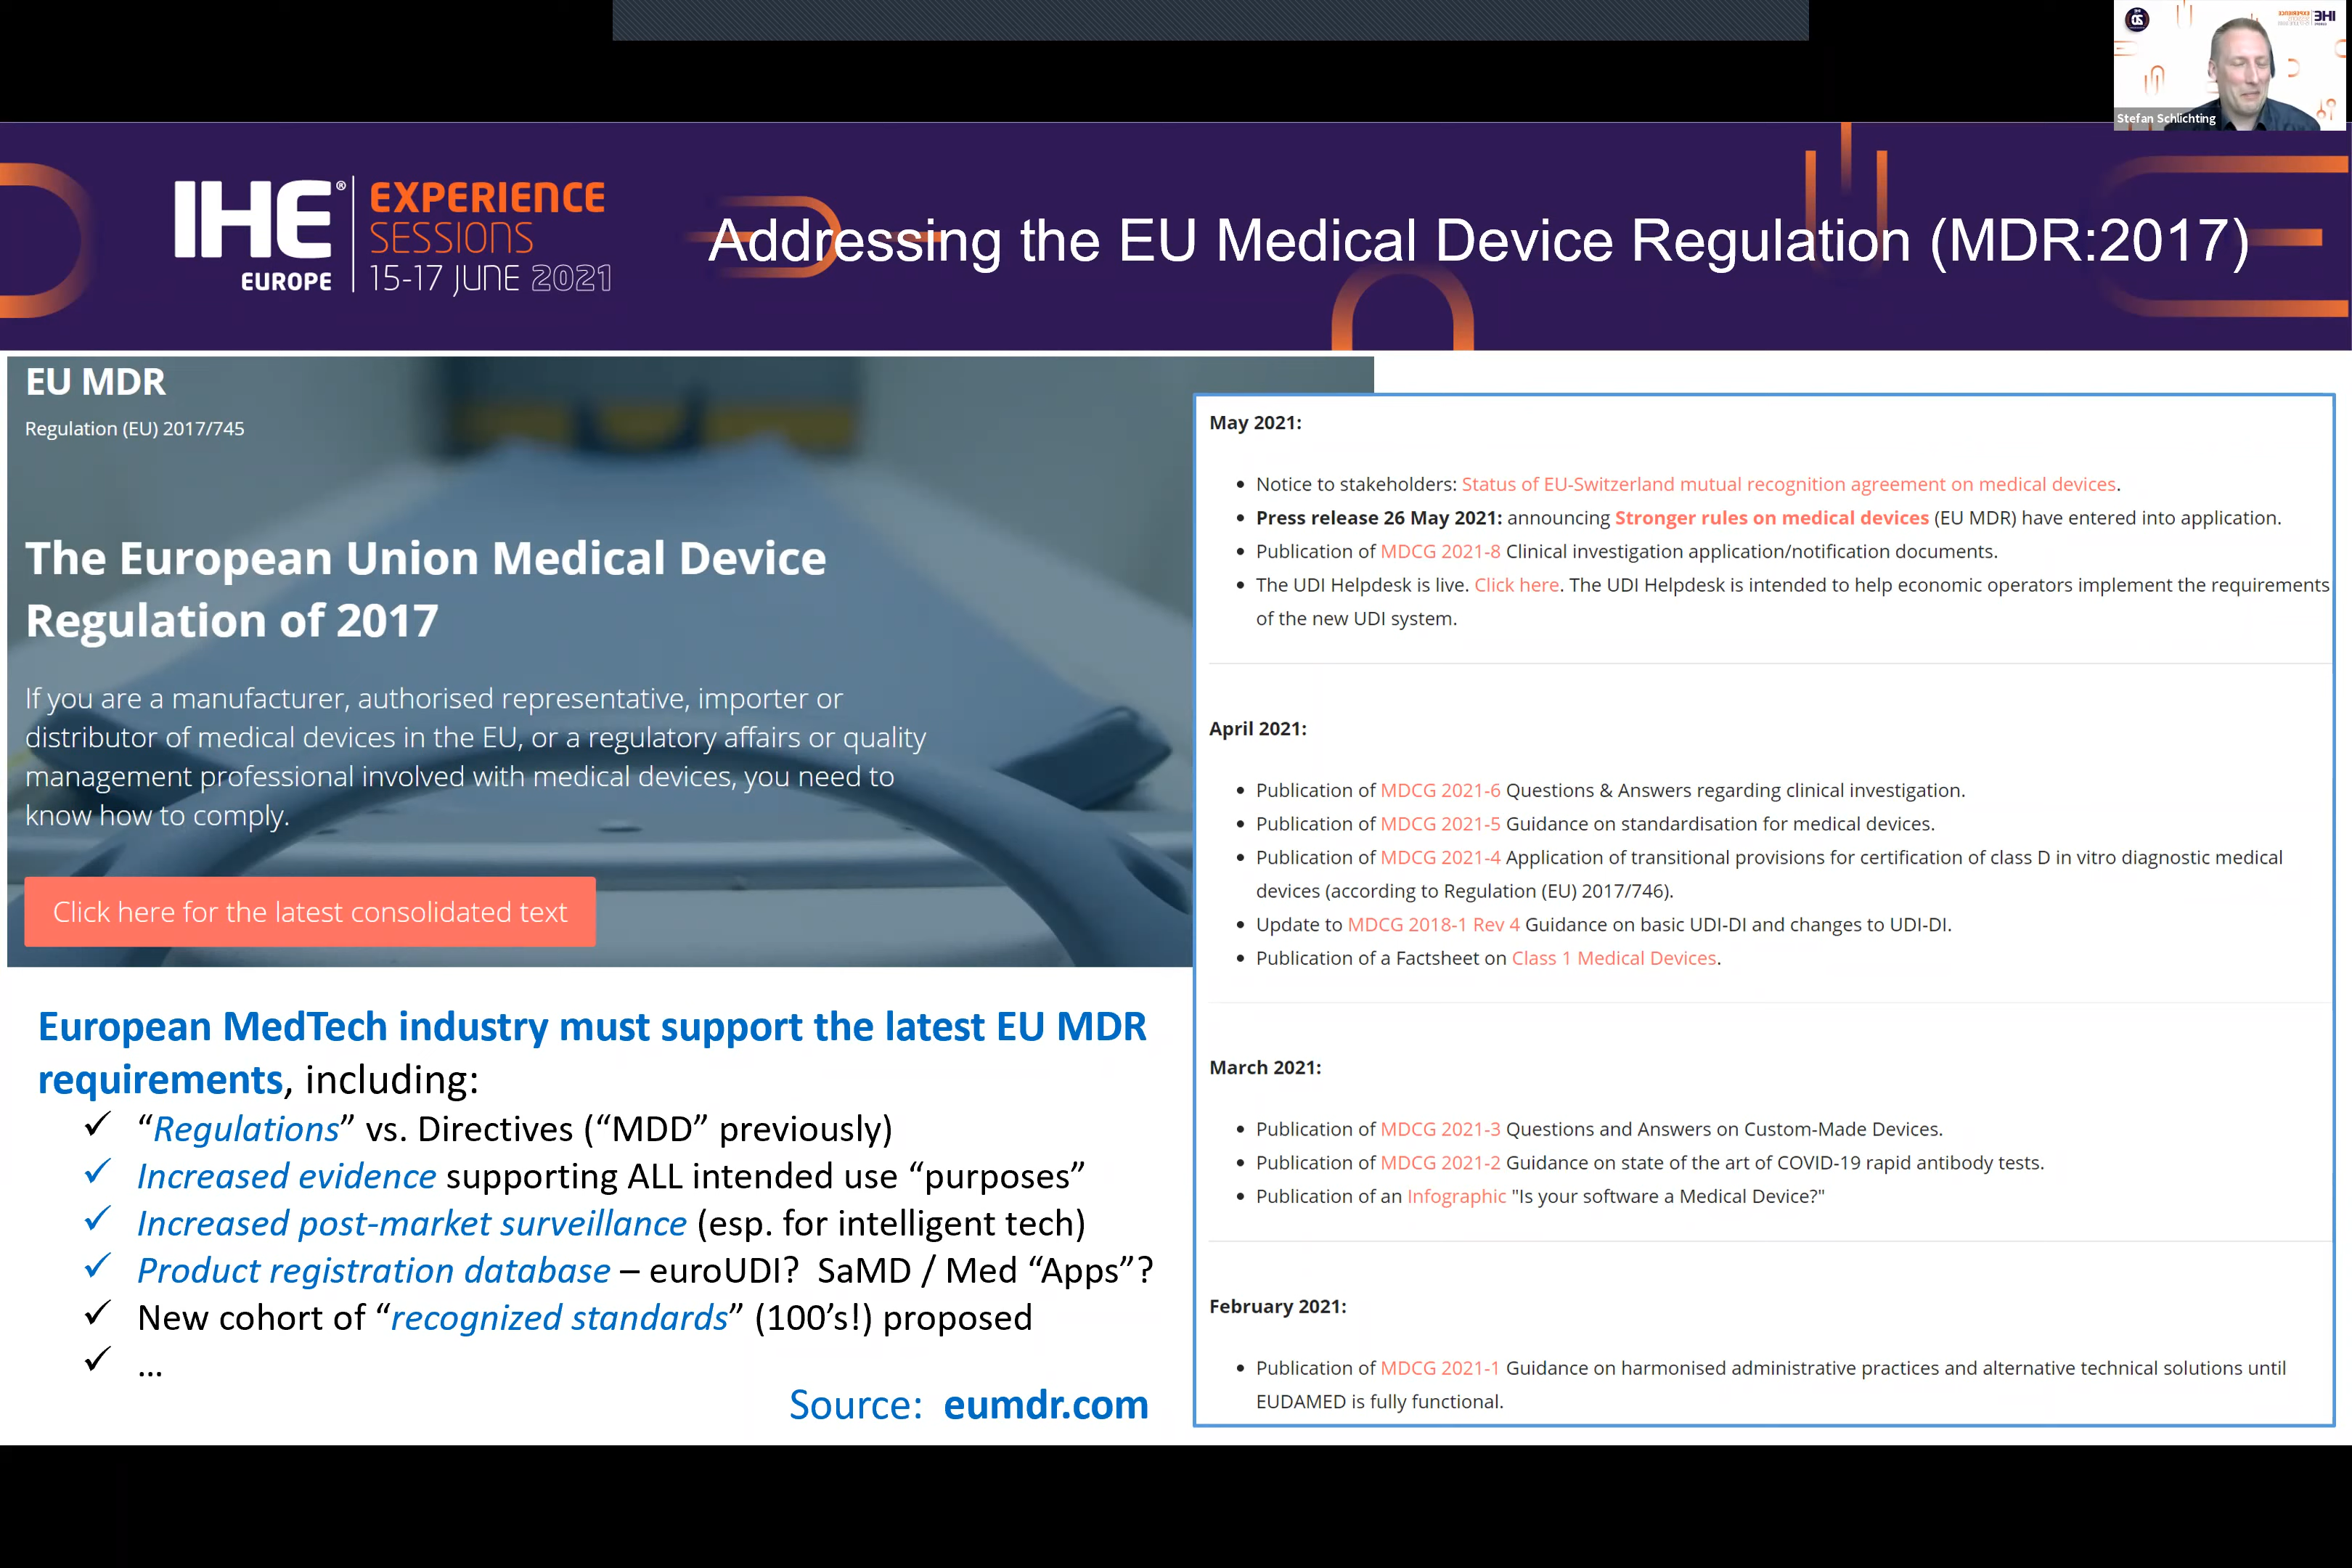 Stefan Schlichting
IHE®
EUROPE
EXPERIENCE
SESSIONS
15-17 JUNE 2021
Addressing the EU Medical Device Regulation (MDR:2017)
EU MDR
Regulation (EU) 2017/745
The European Union Medical Device
Regulation of 2017
If you are a manufacturer, authorised representative, importer or
distributor of medical devices in the EU, or a regulatory affairs or quality
management professional involved with medical devices, you need to
know how to comply.
Click here for the latest consolidated text
European MedTech industry must support the latest EU MDR
requirements, including:
✓ “Regulations” vs. Directives (“MDD” previously)
✓ Increased evidence supporting ALL intended use “purposes”
✓ Increased post-market surveillance (esp. for intelligent tech)
✓ Product registration database – euroUDI? SaMD / Med “Apps”?
✓ New cohort of “recognized standards” (100’s!) proposed
✓ ...
Source: eumdr.com
May 2021:
• Notice to stakeholders: Status of EU-Switzerland mutual recognition agreement on medical devices.
• Press release 26 May 2021: announcing Stronger rules on medical devices (EU MDR) have entered into application.
• Publication of MDCG 2021-8 Clinical investigation application/notification documents.
• The UDI Helpdesk is live. Click here. The UDI Helpdesk is intended to help economic operators implement the requirements
of the new UDI system.
April 2021:
• Publication of MDCG 2021-6 Questions & Answers regarding clinical investigation.
• Publication of MDCG 2021-5 Guidance on standardisation for medical devices.
• Publication of MDCG 2021-4 Application of transitional provisions for certification of class D in vitro diagnostic medical
devices (according to Regulation (EU) 2017/746).
• Update to MDCG 2018-1 Rev 4 Guidance on basic UDI-DI and changes to UDI-DI.
• Publication of a Factsheet on Class 1 Medical Devices.
March 2021:
• Publication of MDCG 2021-3 Questions and Answers on Custom-Made Devices.
• Publication of MDCG 2021-2 Guidance on state of the art of COVID-19 rapid antibody tests.
• Publication of an Infographic "Is your software a Medical Device?"
February 2021:
• Publication of MDCG 2021-1 Guidance on harmonised administrative practices and alternative technical solutions until
EUDAMED is fully functional.